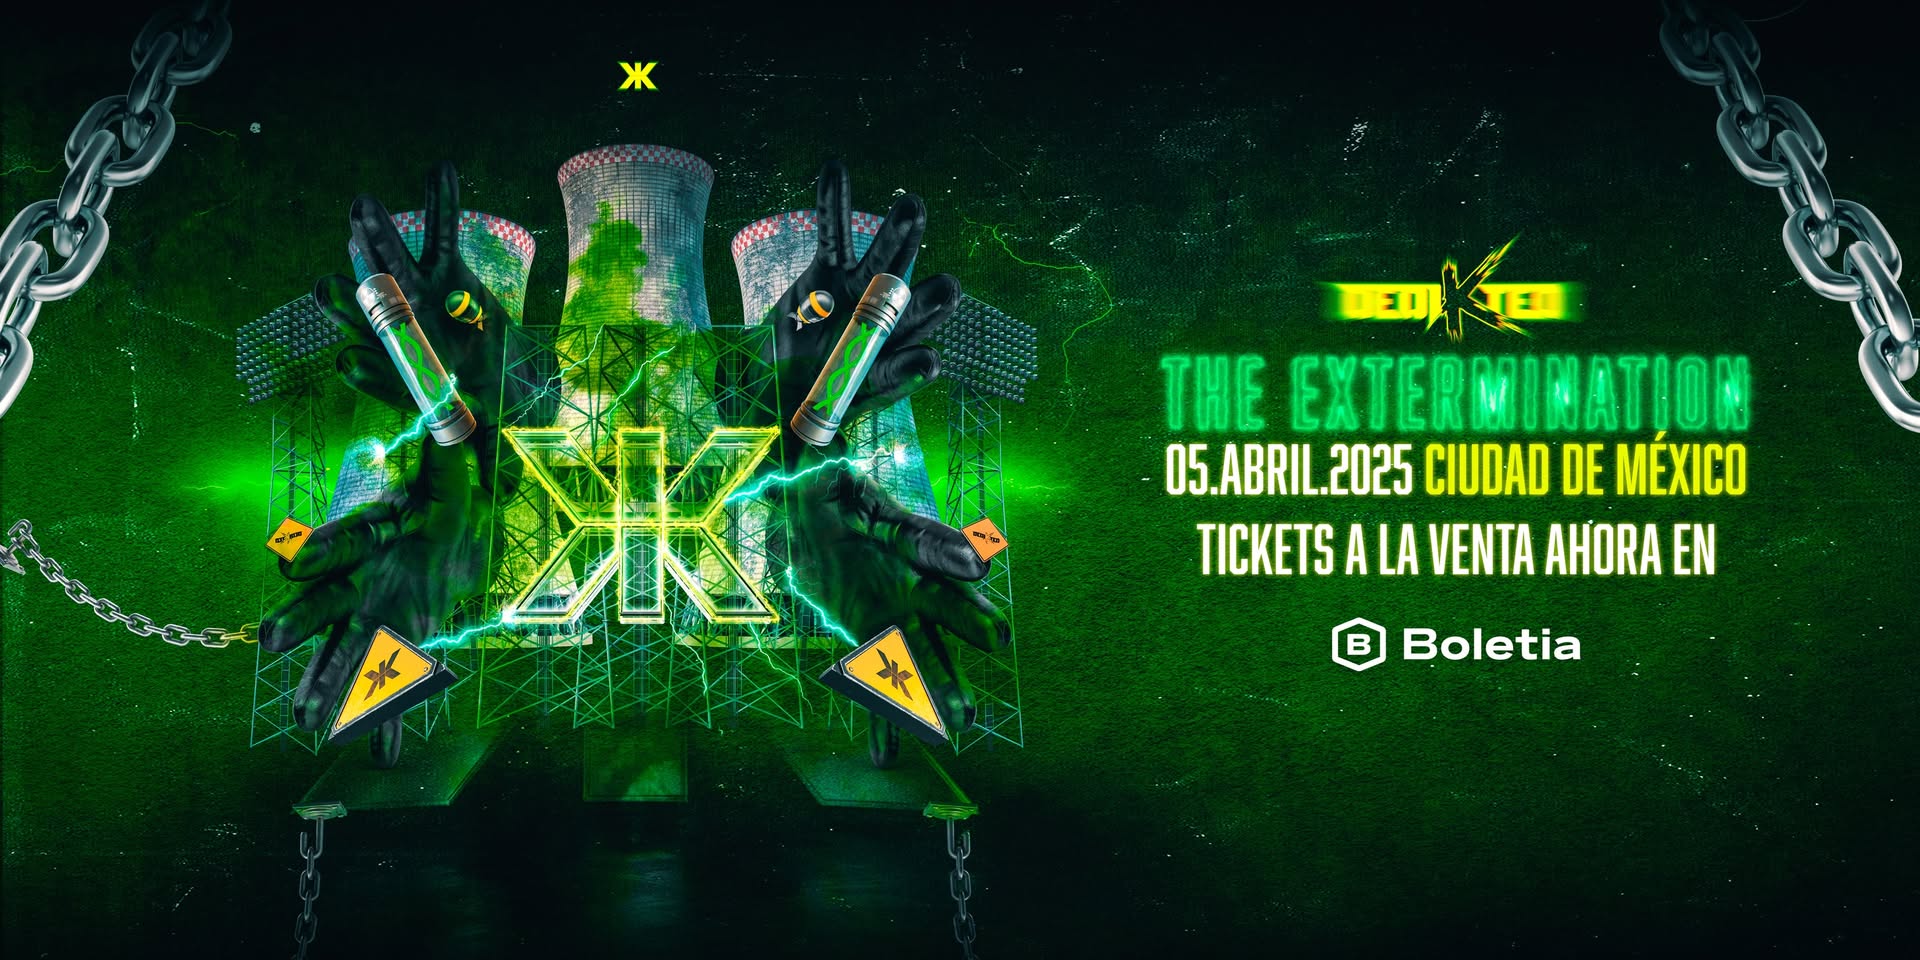 DEDIKTED
THE EXTERMINATION
05.ABRIL.2025 CIUDAD DE MÉXICO
TICKETS A LA VENTA AHORA EN
B Boletia